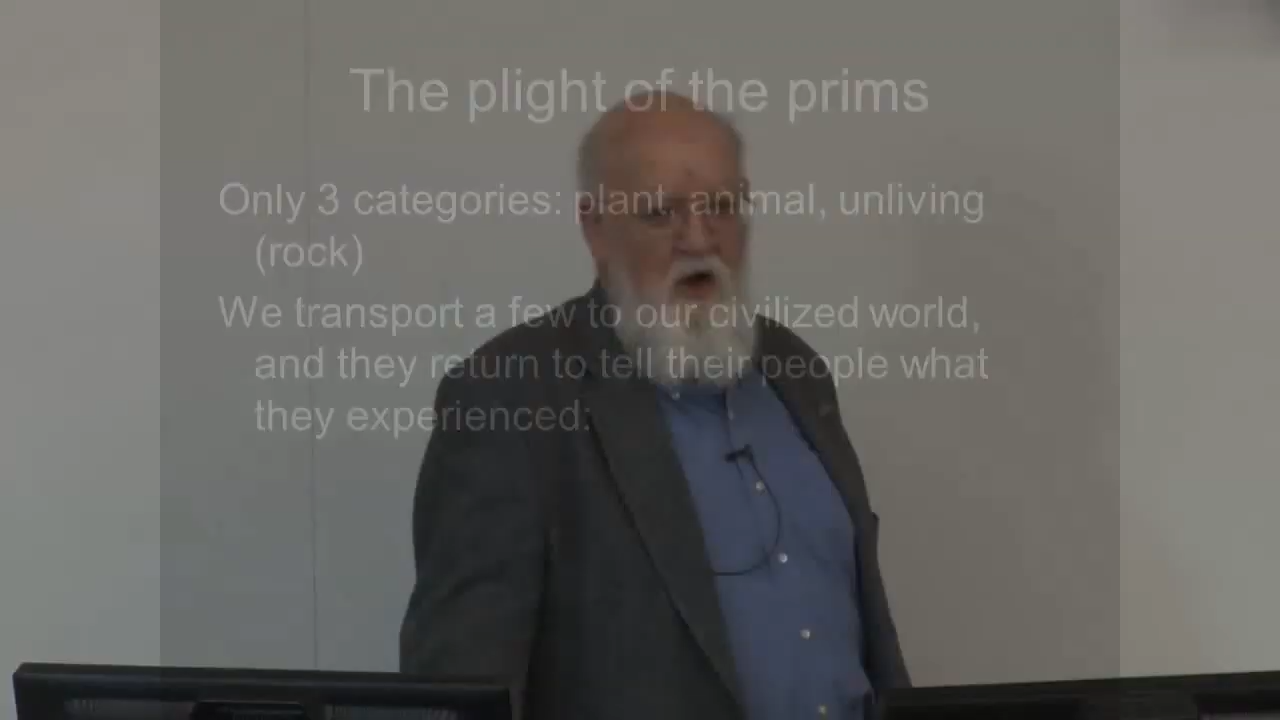 The plight of the prims
Only 3 categories: plant, animal, unliving
(rock)
We transport a few to our civilized world,
and they return to tell their people what
they experienced: